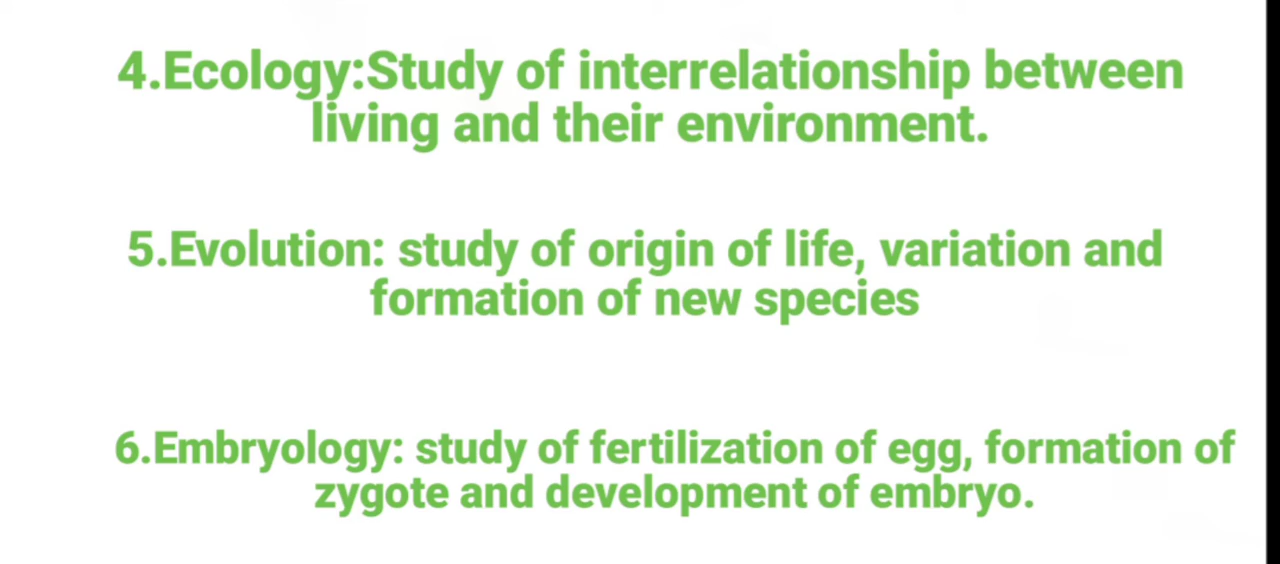 4.Ecology:Study of interrelationship between
living and their environment.
5.Evolution: study of origin of life, variation and
formation of new species
6.Embryology: study of fertilization of egg, formation of
zygote and development of embryo.